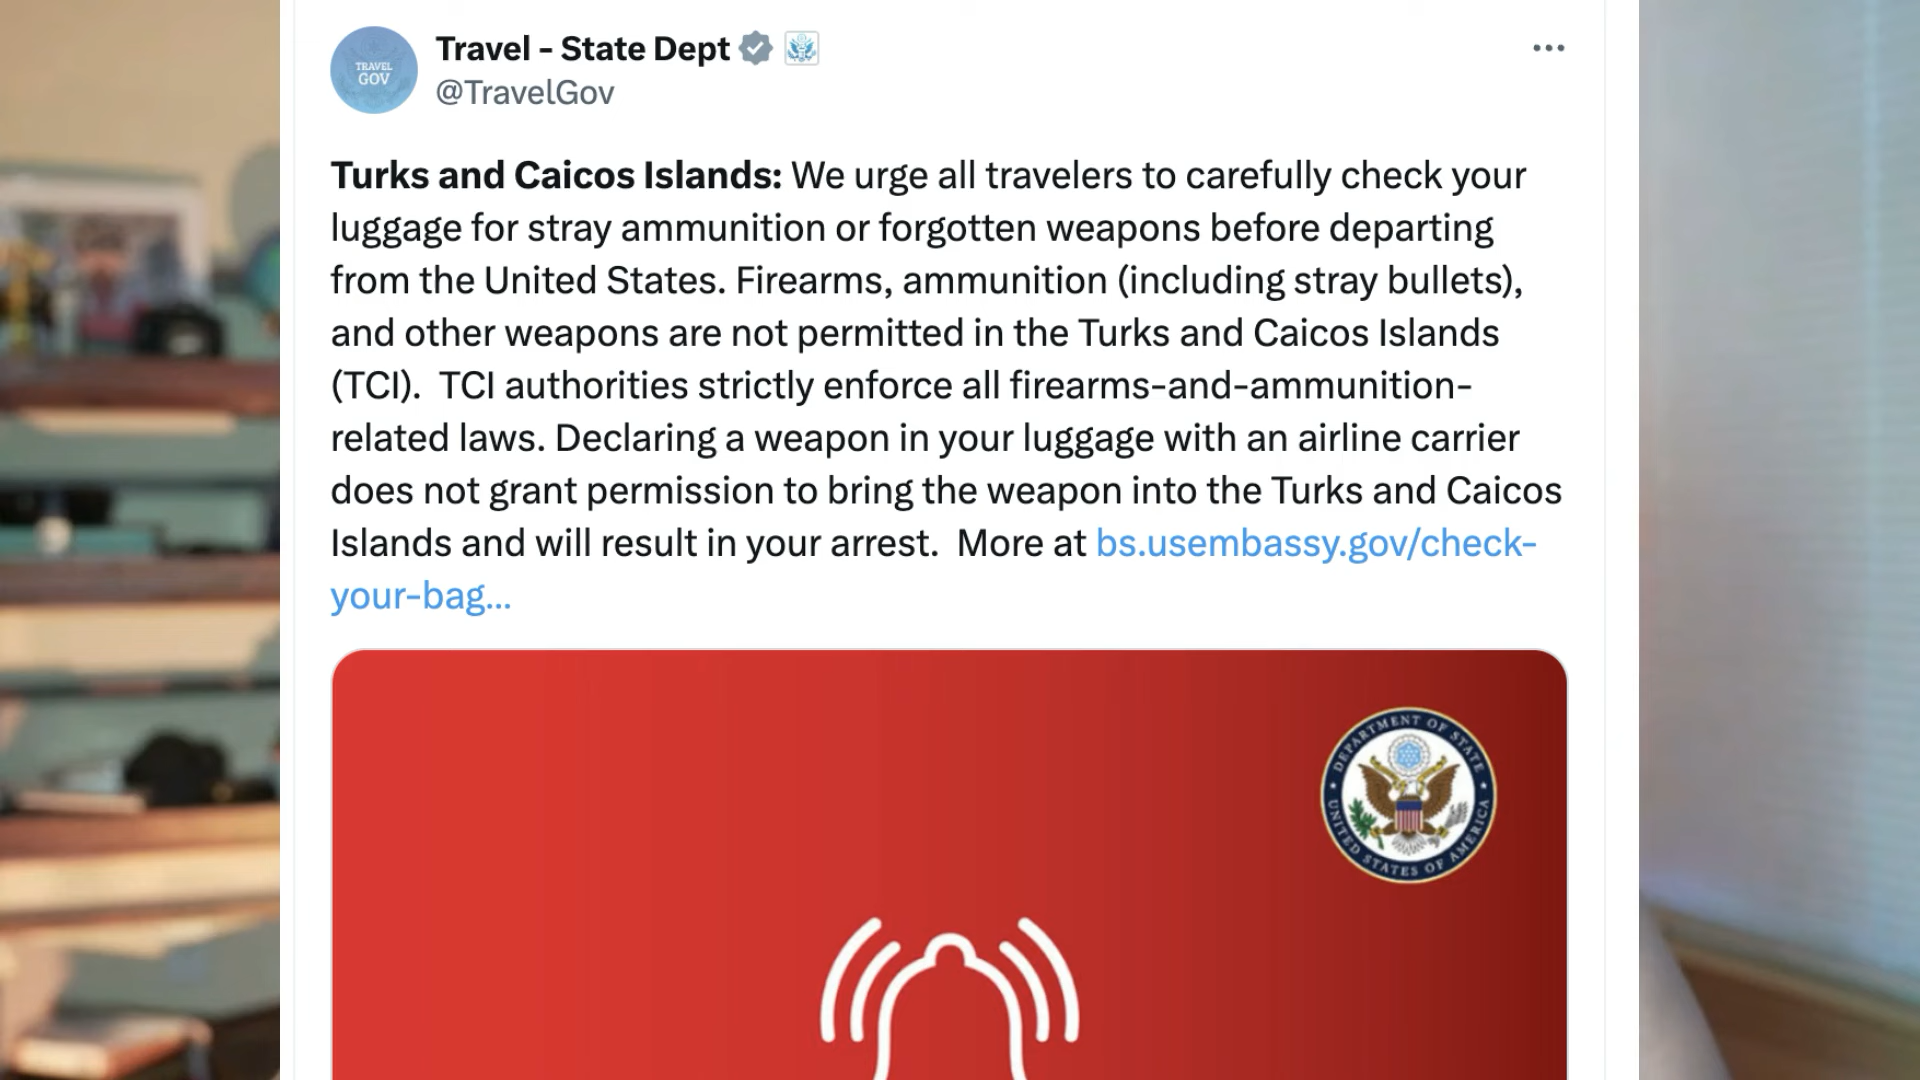 Travel - State Dept
@TravelGov
TRAVEL
GOV
Turks and Caicos Islands: We urge all travelers to carefully check your
luggage for stray ammunition or forgotten weapons before departing
from the United States. Firearms, ammunition (including stray bullets),
and other weapons are not permitted in the Turks and Caicos Islands
(TCI).  TCI authorities strictly enforce all firearms-and-ammunition-
related laws. Declaring a weapon in your luggage with an airline carrier
does not grant permission to bring the weapon into the Turks and Caicos
Islands and will result in your arrest.  More at bs.usembassy.gov/check-
your-bag...
DEPARTMENT OF STATE
UNITED STATES OF AMERICA